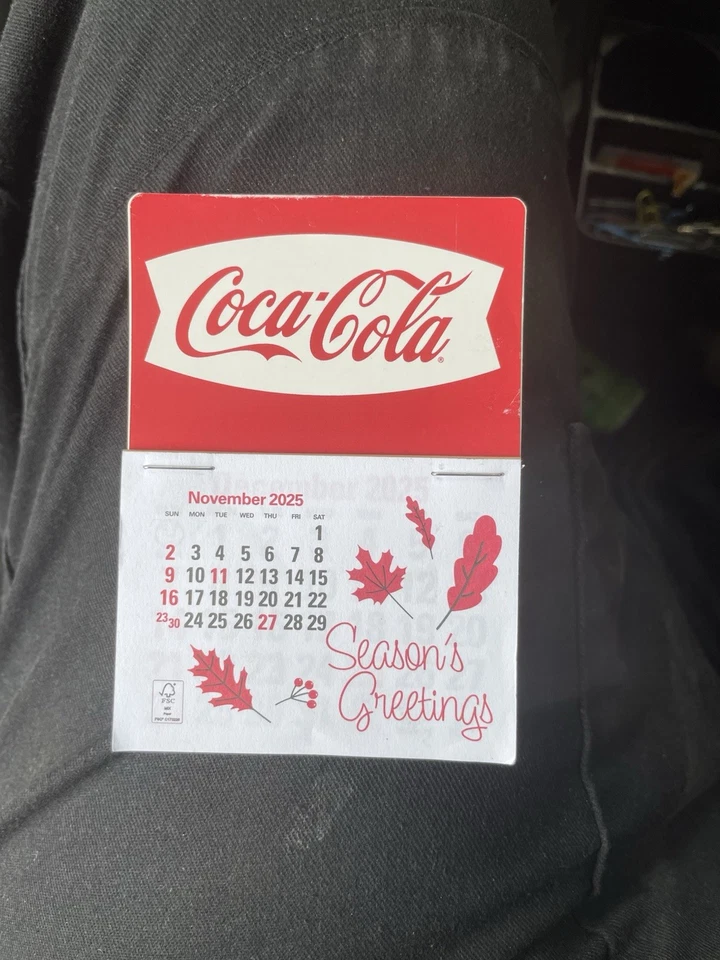 Coca-Cola®
November 2025
SUN MON TUE WED THU FRI SAT
1
2 3 4 5 6 7 8
9 10 11 12 13 14 15
16 17 18 19 20 21 22
23 30 24 25 26 27 28 29
Season's
Greetings
FSC